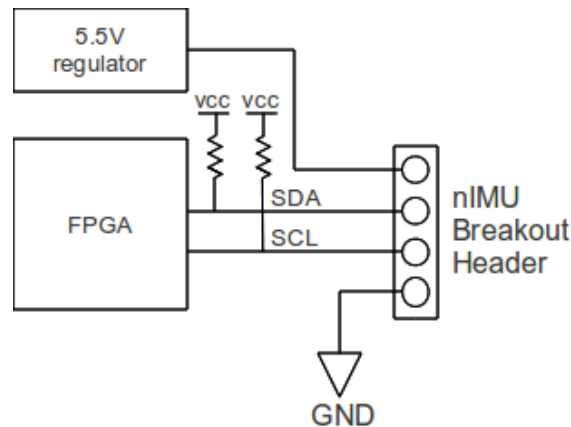 5.5V
regulator
VCC VCC
FPGA
SDA
SCL
nIMU
Breakout
Header
GND